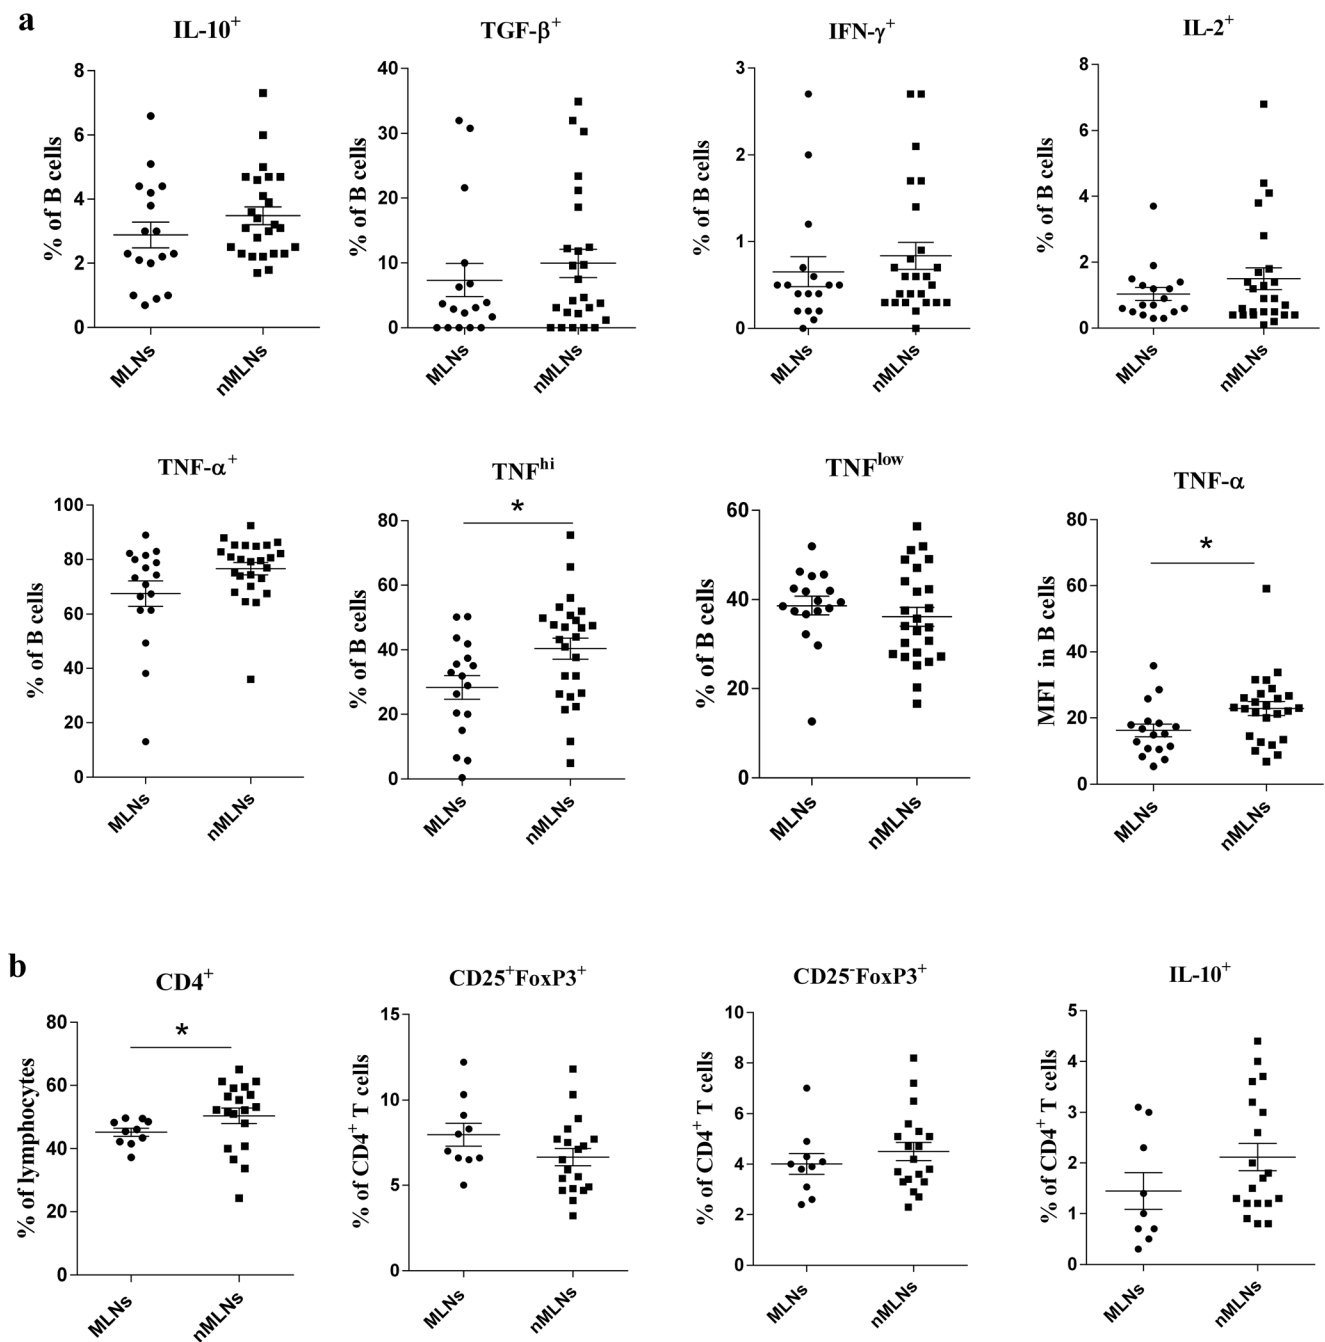 a
IL-10⁺
TGF-β⁺
IFN-γ⁺
IL-2⁺
% of B cells
8
6
4
2
0
MLNs
nMLNs
% of B cells
40
30
20
10
0
MLNs
nMLNs
% of B cells
3
2
1
0
MLNs
nMLNs
% of B cells
8
6
4
2
0
MLNs
nMLNs
TNF-α⁺
TNFʰⁱ
TNFˡᵒʷ
TNF-α
% of B cells
100
80
60
40
20
0
MLNs
nMLNs
% of B cells
80
60
40
20
0
*
MLNs
nMLNs
% of B cells
60
40
20
0
MLNs
nMLNs
MFI in B cells
80
60
40
20
0
*
MLNs
nMLNs
b
CD4⁺
CD25⁺FoxP3⁺
CD25⁻FoxP3⁺
IL-10⁺
% of lymphocytes
80
60
40
20
0
*
MLNs
nMLNs
% of CD4⁺ T cells
15
10
5
0
MLNs
nMLNs
% of CD4⁺ T cells
10
8
6
4
2
0
MLNs
nMLNs
% of CD4⁺ T cells
5
4
3
2
1
0
MLNs
nMLNs